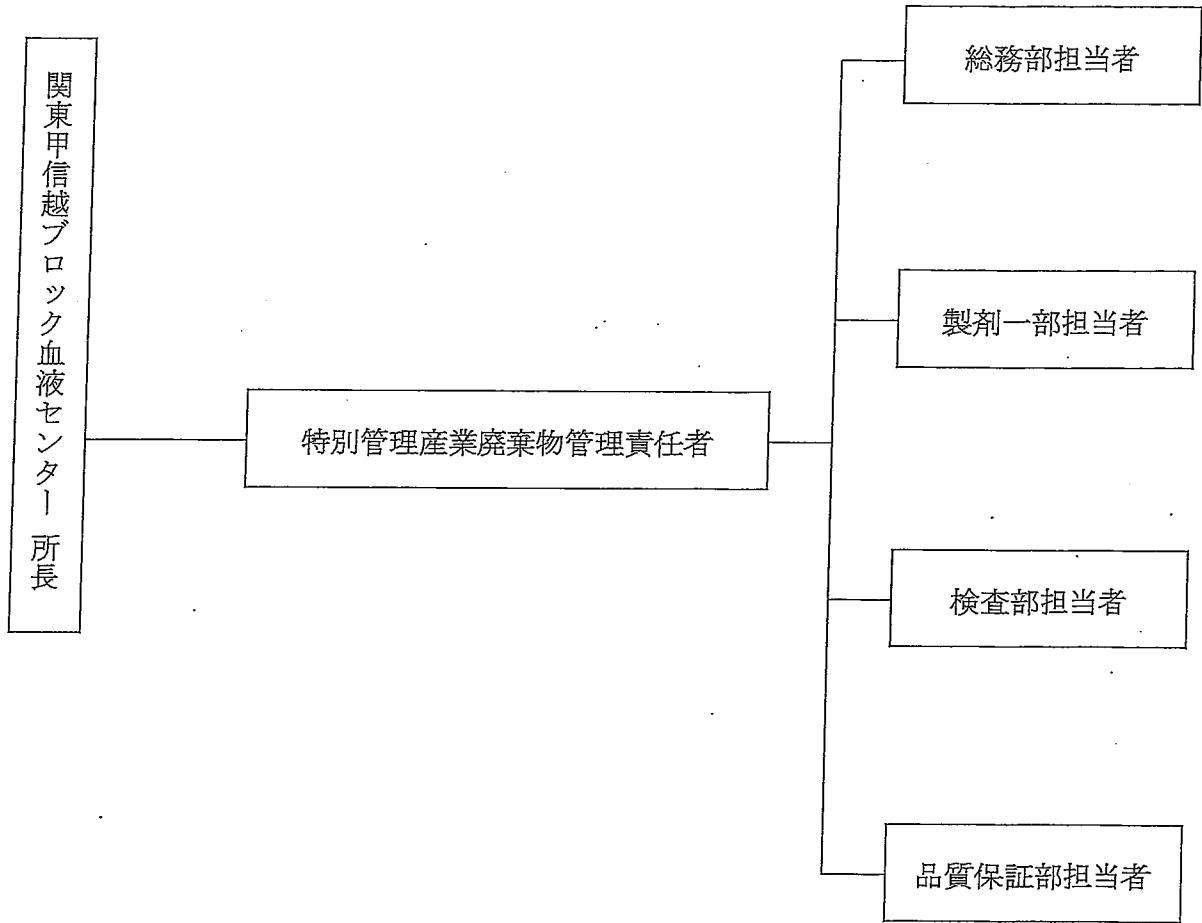 関東甲信越ブロック血液センター 所長
特別管理産業廃棄物管理責任者
総務部担当者
製剤一部担当者
検査部担当者
品質保証部担当者